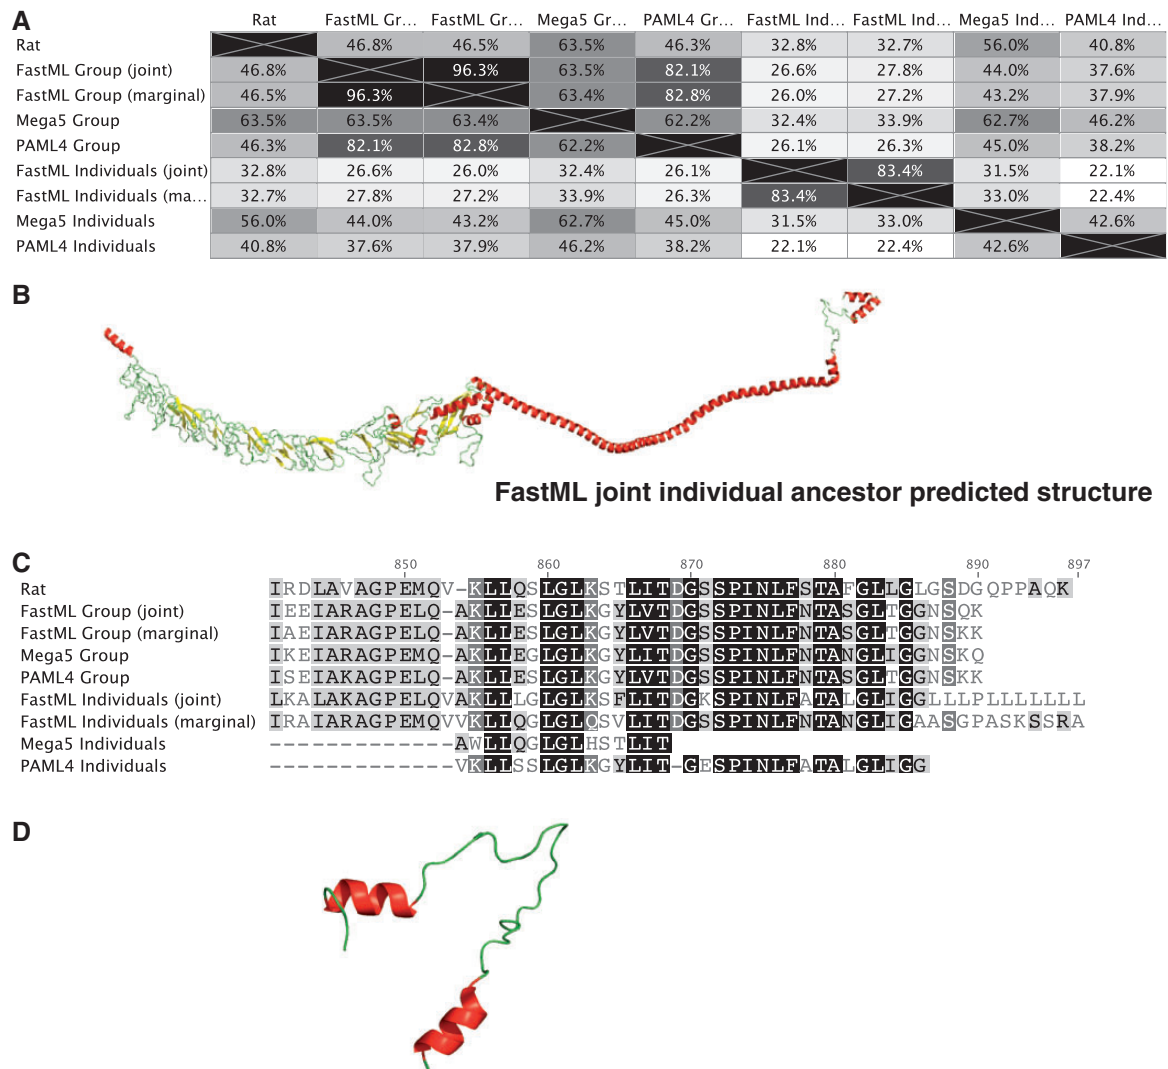 A Rat FastML Gr... FastML Gr... Mega5 Gr... PAML4 Gr... FastML Ind... FastML Ind... Mega5 Ind... PAML4 Ind...
Rat 46.8% 46.5% 63.5% 46.3% 32.8% 32.7% 56.0% 40.8%
FastML Group (joint) 46.8% 96.3% 63.5% 82.1% 26.6% 27.8% 44.0% 37.6%
FastML Group (marginal) 46.5% 96.3% 63.4% 82.8% 26.0% 27.2% 43.2% 37.9%
Mega5 Group 63.5% 63.5% 63.4% 62.2% 32.4% 33.9% 62.7% 46.2%
PAML4 Group 46.3% 82.1% 82.8% 62.2% 26.1% 26.3% 45.0% 38.2%
FastML Individuals (joint) 32.8% 26.6% 26.0% 32.4% 26.1% 83.4% 31.5% 22.1%
FastML Individuals (ma... 32.7% 27.8% 27.2% 33.9% 26.3% 83.4% 33.0% 22.4%
Mega5 Individuals 56.0% 44.0% 43.2% 62.7% 45.0% 31.5% 33.0% 42.6%
PAML4 Individuals 40.8% 37.6% 37.9% 46.2% 38.2% 22.1% 22.4% 42.6%
B
FastML joint individual ancestor predicted structure
C 850 860 870 880 890 897
Rat IRDLAVAGPEMQV-KLLQSLGLKSTLITDGSSPINLFSTAFGLLGLGSDGQPPAQK
FastML Group (joint) IEEIARAGPELQ-AKLLESLGLKGYLVTDGSSPINLFNTASGLTGGNSQK
FastML Group (marginal) IAEIARAGPELQ-AKLLESLGLKGYLVTDGSSPINLFNTASGLTGGNSKK
Mega5 Group IKEIARAGPEMQ-AKLLEGLGLKGYLITDGSSPINLFNTANGLIGGNSKQ
PAML4 Group ISEIAKAGPEMQ-AKLLESLGLKGYLVTDGSSPINLFNTASGLTGGNSKK
FastML Individuals (joint) LKALAKAGPELQVAKLLLGLGLKSFLITDGKSPINLFATALGLIGGLLLPLLLLLLL
FastML Individuals (marginal) IRAIARAGPEMQVVKLLQGLGLQSVLITDGSSPINLFNTANGLIGAASGPASKSSRA
Mega5 Individuals -------------AWLLQGLGLHSTLIT
PAML4 Individuals -------------VKLLSSLGLKGYLIT-GESPINLFATALGLIGG
D